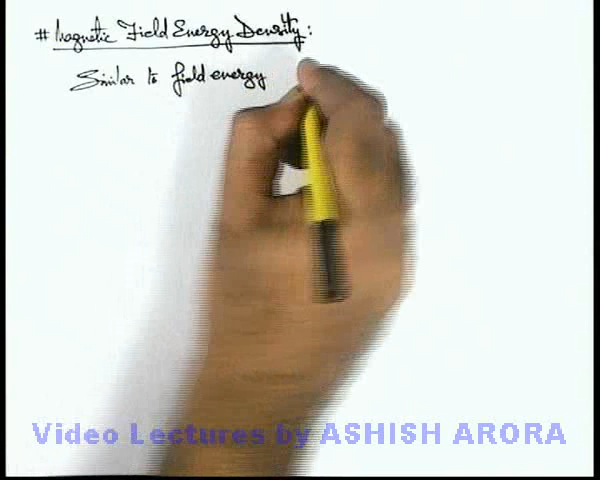 # Magnetic Field Energy Density :
Similar to field energy
Video Lectures by ASHISH ARORA